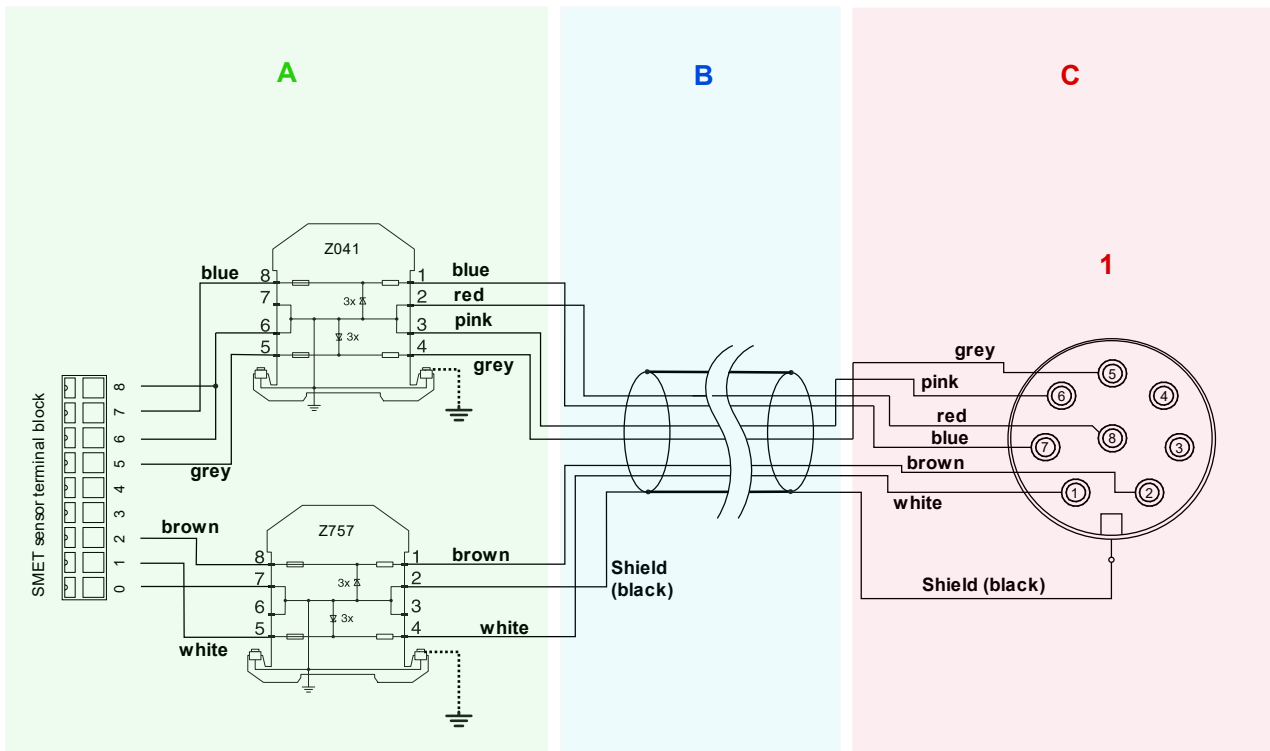 A
B
C
Z041
1
blue
8
1
blue
7
3x
2
red
6
3x
3
pink
5
4
grey
SMET sensor terminal block
8
7
6
5
4
3
2
1
0
grey
brown
white
Z757
8
3x
1
brown
7
2
6
3x
3
5
4
white
Shield
(black)
grey
pink
red
blue
brown
white
5
6
4
8
7
3
1
2
Shield (black)